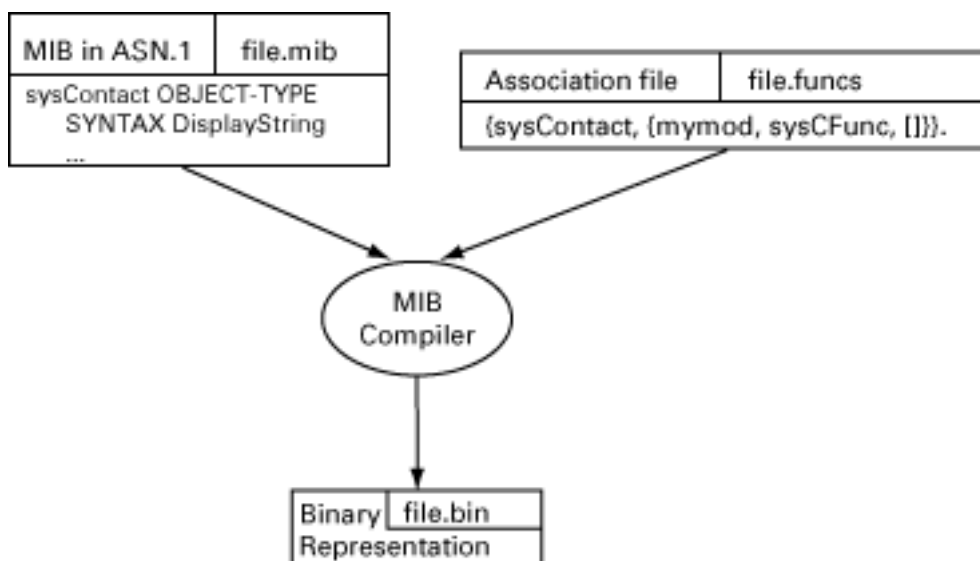 MIB in ASN.1 file.mib
sysContact OBJECT-TYPE
SYNTAX DisplayString
...
Association file file.funcs
{sysContact, {mymod, sysCFunc, []}}.
MIB
Compiler
Binary file.bin
Representation